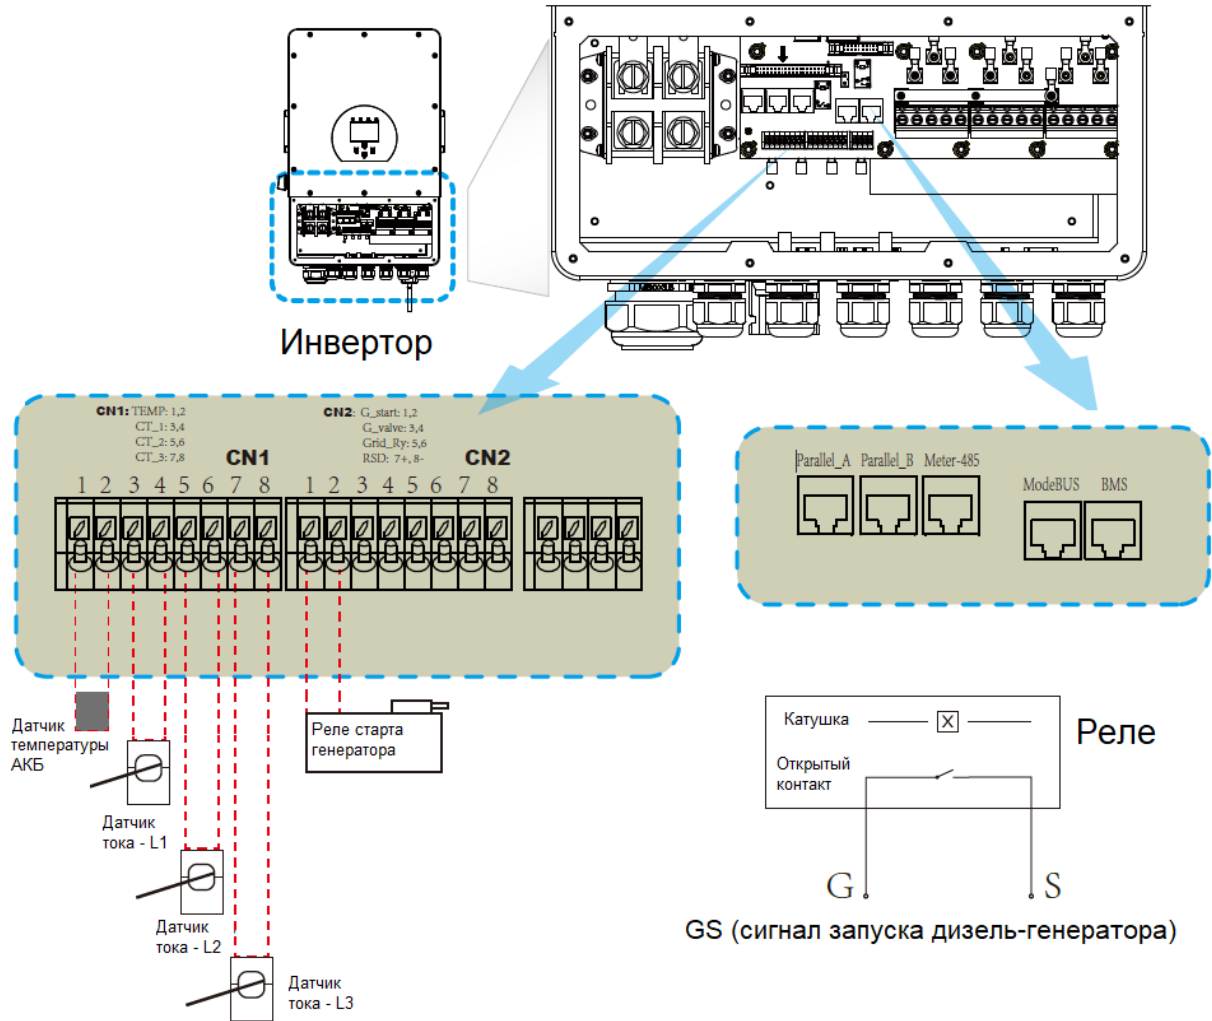 Инвертор
CN1: TEMP: 1,2
CT_1: 3,4
CT_2: 5,6
CT_3: 7,8
CN1
CN2: G_start: 1,2
G_valve: 3,4
Grid_Ry: 5,6
RSD: 7+, 8-
CN2
1 2 3 4 5 6 7 8
1 2 3 4 5 6 7 8
Parallel_A Parallel_B Meter-485
ModeBUS BMS
Датчик
температуры
АКБ
Реле старта
генератора
Датчик
тока - L1
Датчик
тока - L2
Датчик
тока - L3
Катушка
X
Реле
Открытый
контакт
G S
GS (сигнал запуска дизель-генератора)